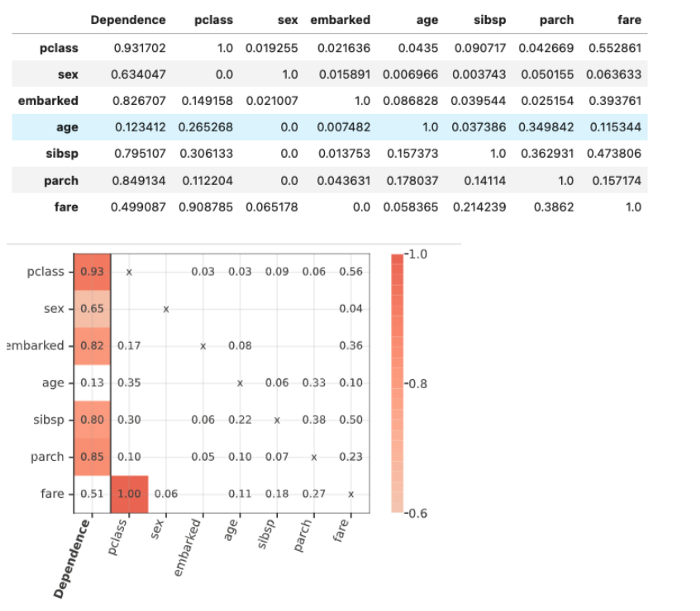 Dependence pclass sex embarked age sibsp parch fare
pclass 0.931702 1.0 0.019255 0.021636 0.0435 0.090717 0.042669 0.552861
sex 0.634047 0.0 1.0 0.015891 0.006966 0.003743 0.050155 0.063633
embarked 0.826707 0.149158 0.021007 1.0 0.086828 0.039544 0.025154 0.393761
age 0.123412 0.265268 0.0 0.007482 1.0 0.037386 0.349842 0.115344
sibsp 0.795107 0.306133 0.0 0.013753 0.157373 1.0 0.362931 0.473806
parch 0.849134 0.112204 0.0 0.043631 0.178037 0.14114 1.0 0.157174
fare 0.499087 0.908785 0.065178 0.0 0.058365 0.214239 0.3862 1.0
1.0
pclass 0.93 x 0.03 0.03 0.09 0.06 0.56
sex 0.65 x 0.04
embarked 0.82 0.17 x 0.08 0.36
0.8
age 0.13 0.35 x 0.06 0.33 0.10
sibsp 0.80 0.30 0.06 0.22 x 0.38 0.50
parch 0.85 0.10 0.05 0.10 0.07 x 0.23
fare 0.51 1.00 0.06 0.11 0.18 0.27 x
0.6
Dependence pclass sex embarked age sibsp parch fare